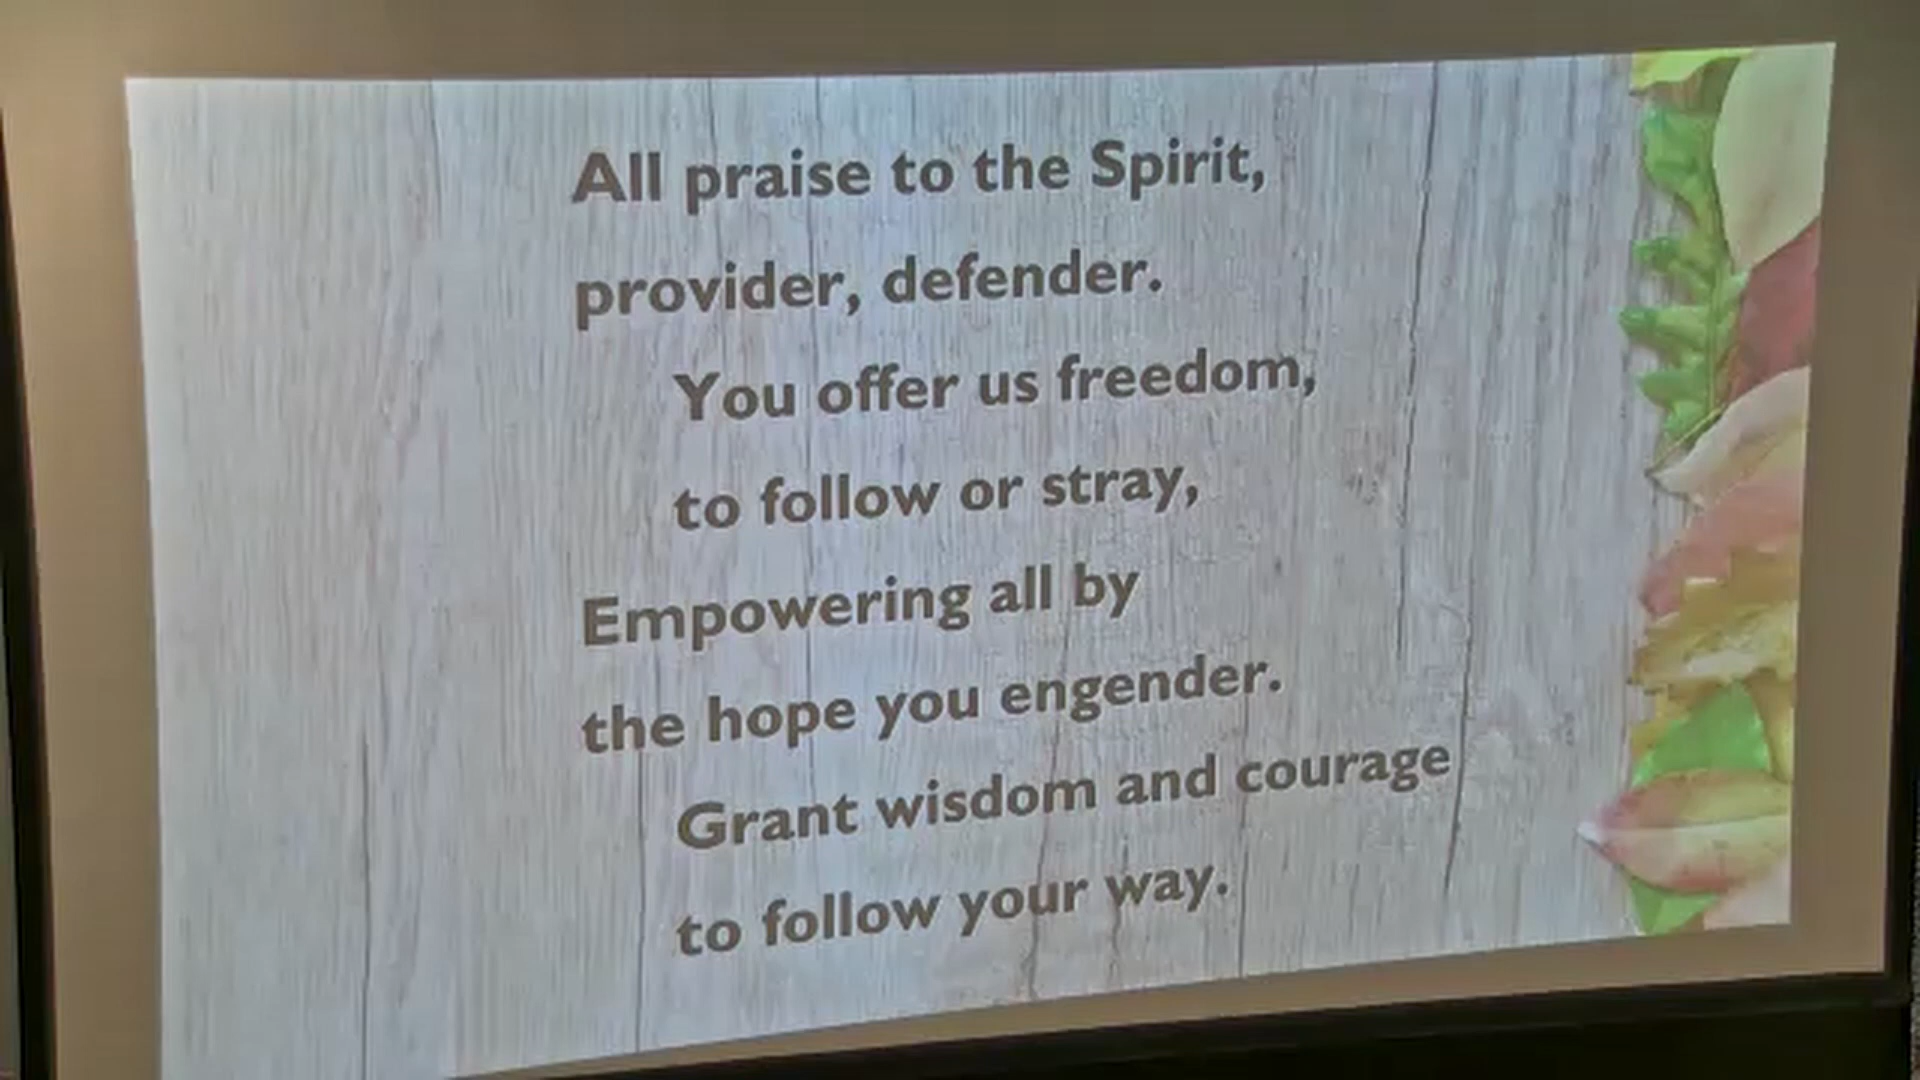 All praise to the Spirit,
provider, defender.
You offer us freedom,
to follow or stray,
Empowering all by
the hope you engender.
Grant wisdom and courage
to follow your way.